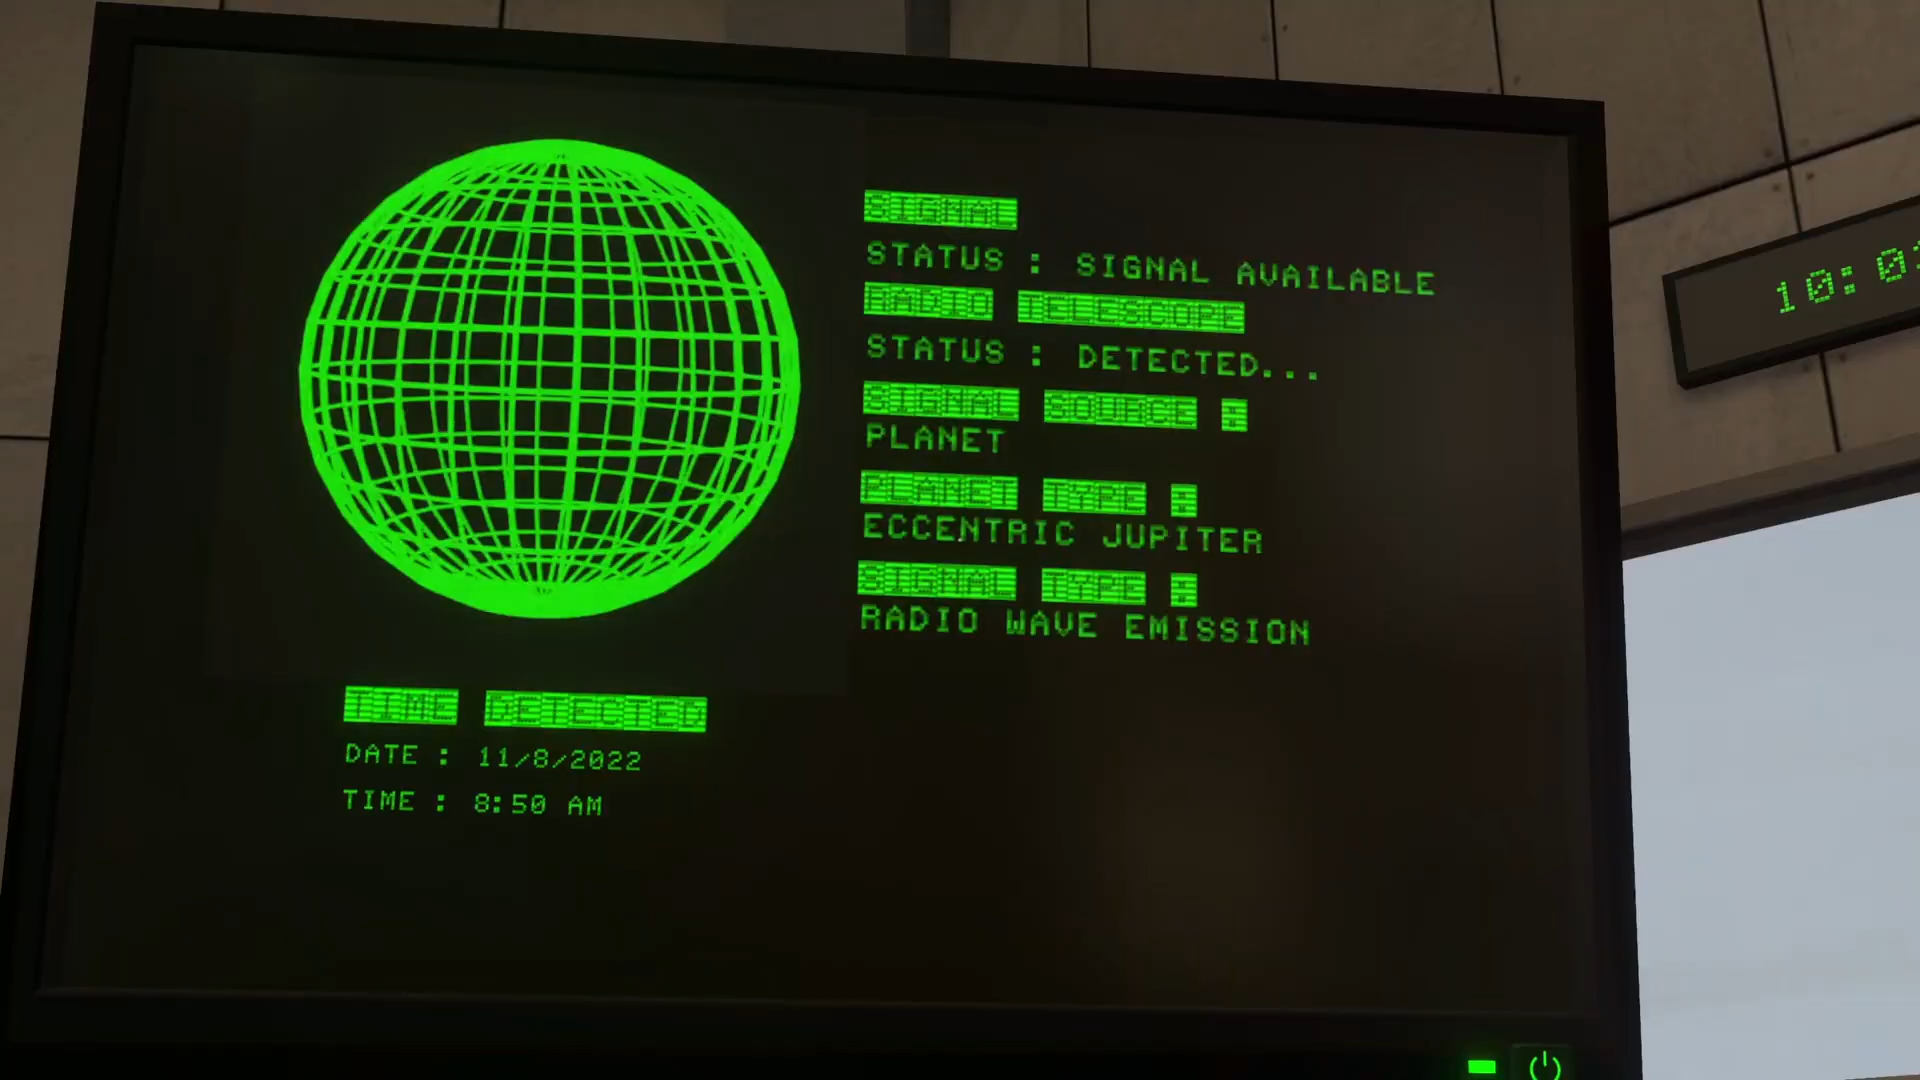 SIGNAL
STATUS : SIGNAL AVAILABLE
RADIO TELESCOPE
STATUS : DETECTED...
SIGNAL SOURCE :
PLANET
PLANET TYPE :
ECCENTRIC JUPITER
SIGNAL TYPE :
RADIO WAVE EMISSION
TIME DETECTED
DATE : 11/8/2022
TIME : 8:50 AM